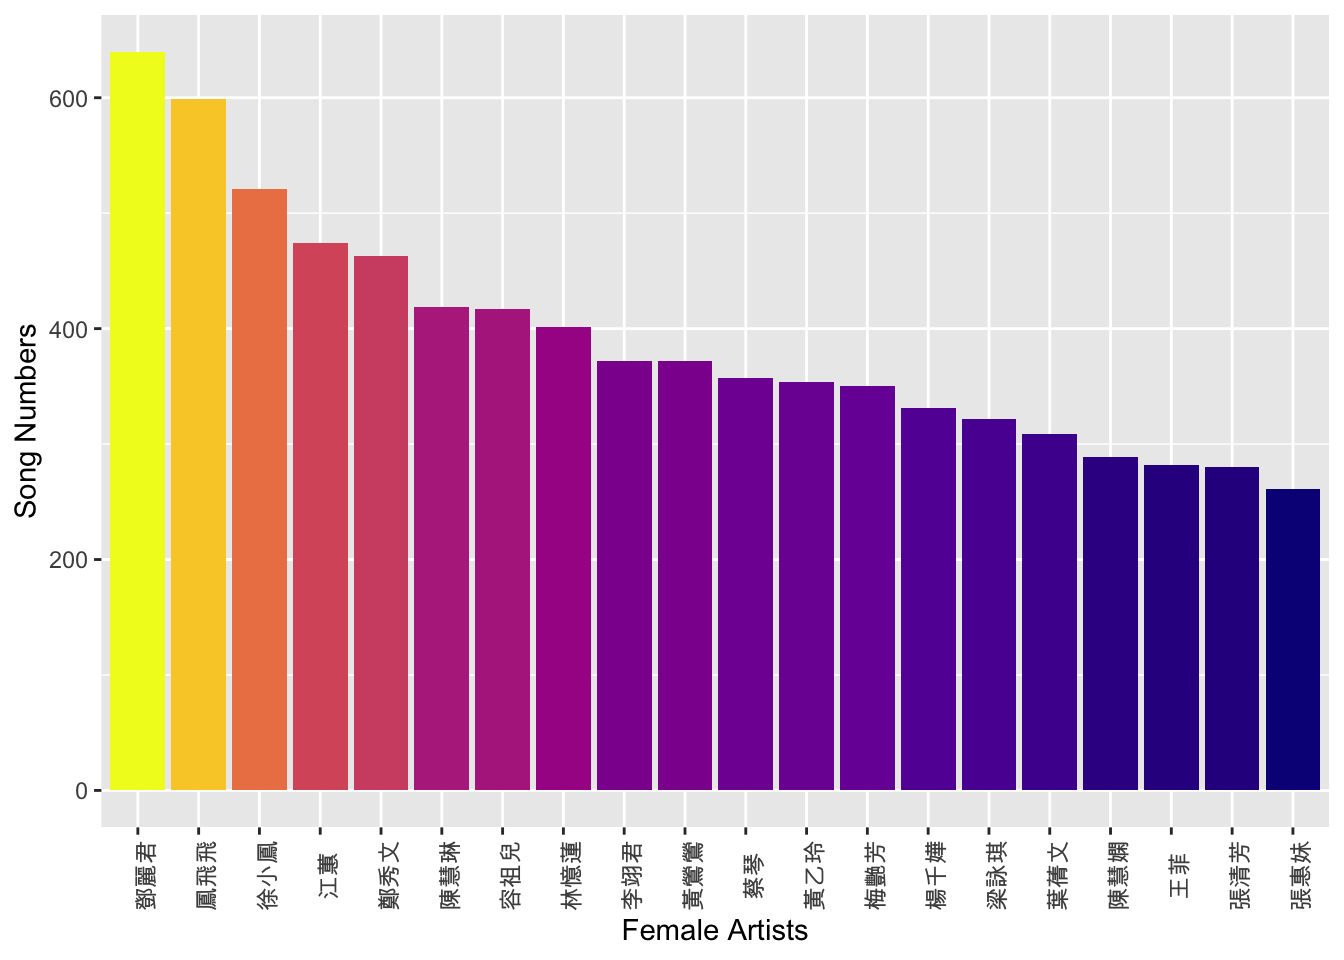 Song Numbers
600
400
200
0
鄧麗君
鳳飛飛
徐小鳳
江蕙
鄭秀文
陳慧琳
容祖兒
林憶蓮
李翊君
黃鶯鶯
蔡琴
黃乙玲
梅艷芳
楊千嬅
梁詠琪
葉蒨文
陳慧嫻
王菲
張清芳
張惠妹
Female Artists